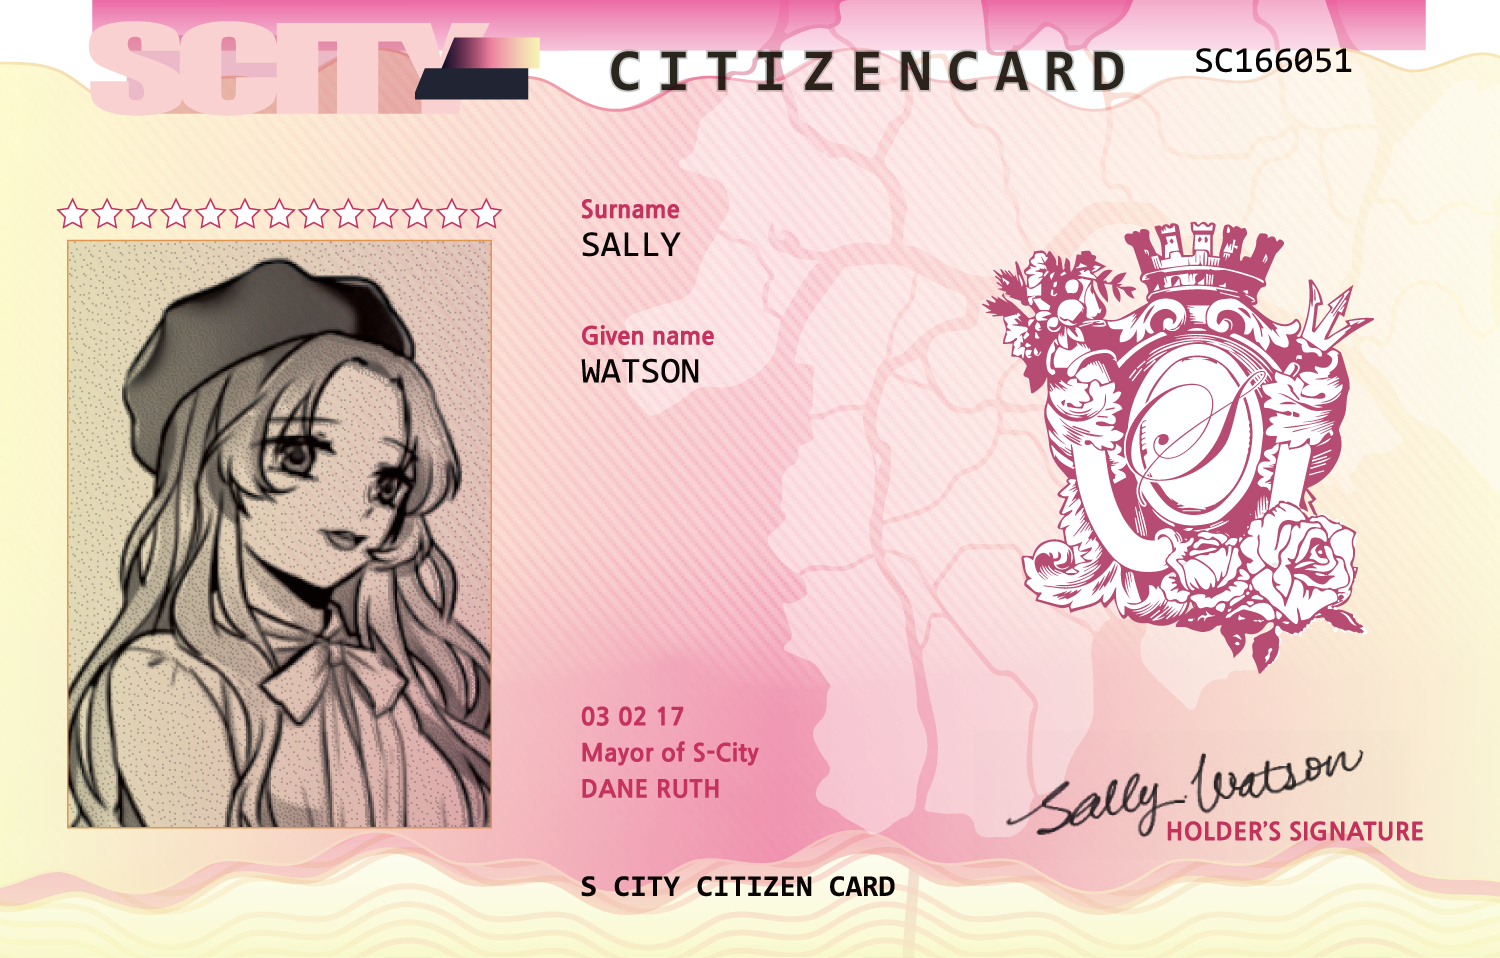 SCITY
CITIZENCARD
SC166051
Surname
SALLY
Given name
WATSON
03 02 17
Mayor of S-City
DANE RUTH
Sally Watson
HOLDER'S SIGNATURE
S CITY CITIZEN CARD